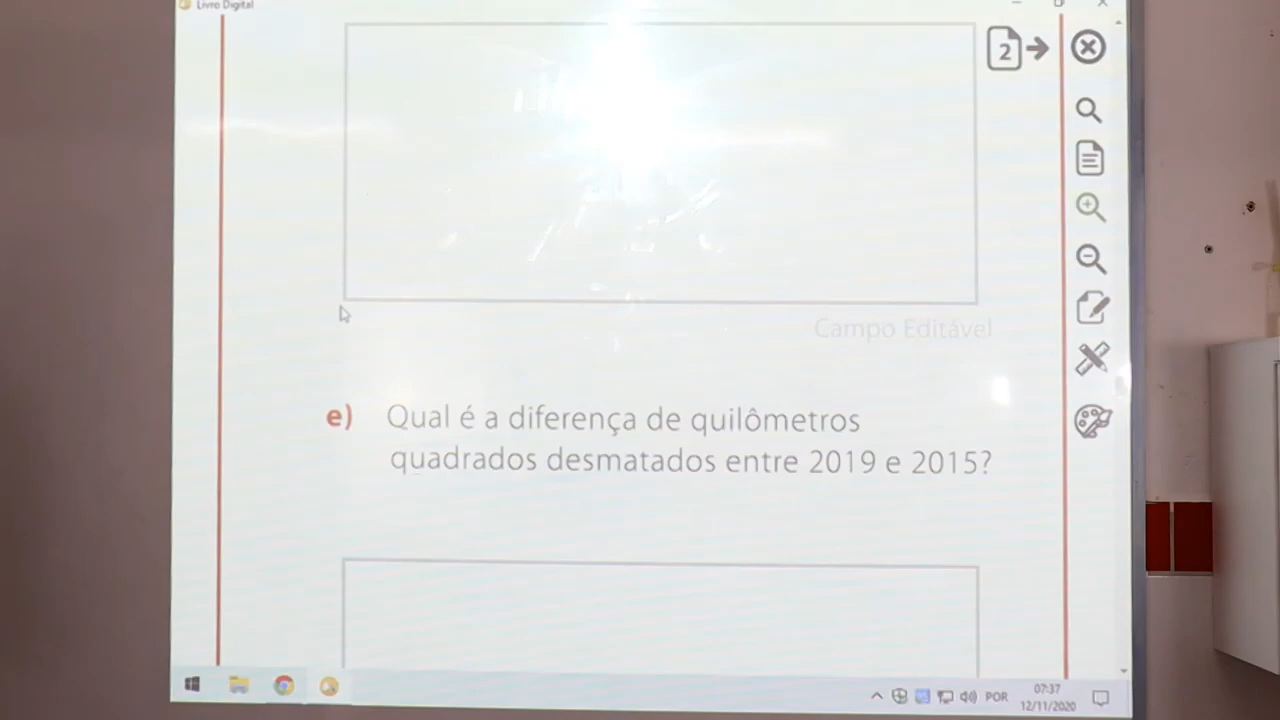 Livro Digital
2
Campo Editável
e) Qual é a diferença de quilômetros
quadrados desmatados entre 2019 e 2015?
POR
07:37
12/11/2020